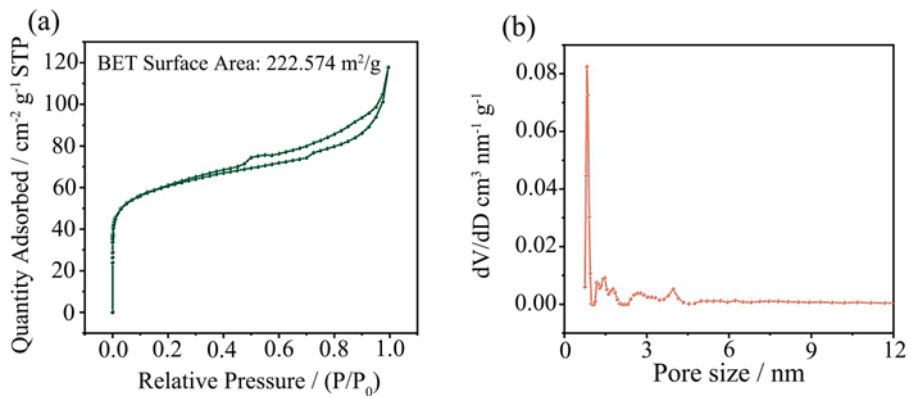 (a)
BET Surface Area: 222.574 m²/g
Quantity Adsorbed / cm⁻² g⁻¹ STP
120
100
80
60
40
20
0
0.0 0.2 0.4 0.6 0.8 1.0
Relative Pressure / (P/P₀)
(b)
dV/dD cm³ nm⁻¹ g⁻¹
0.08
0.06
0.04
0.02
0.00
0 3 6 9 12
Pore size / nm